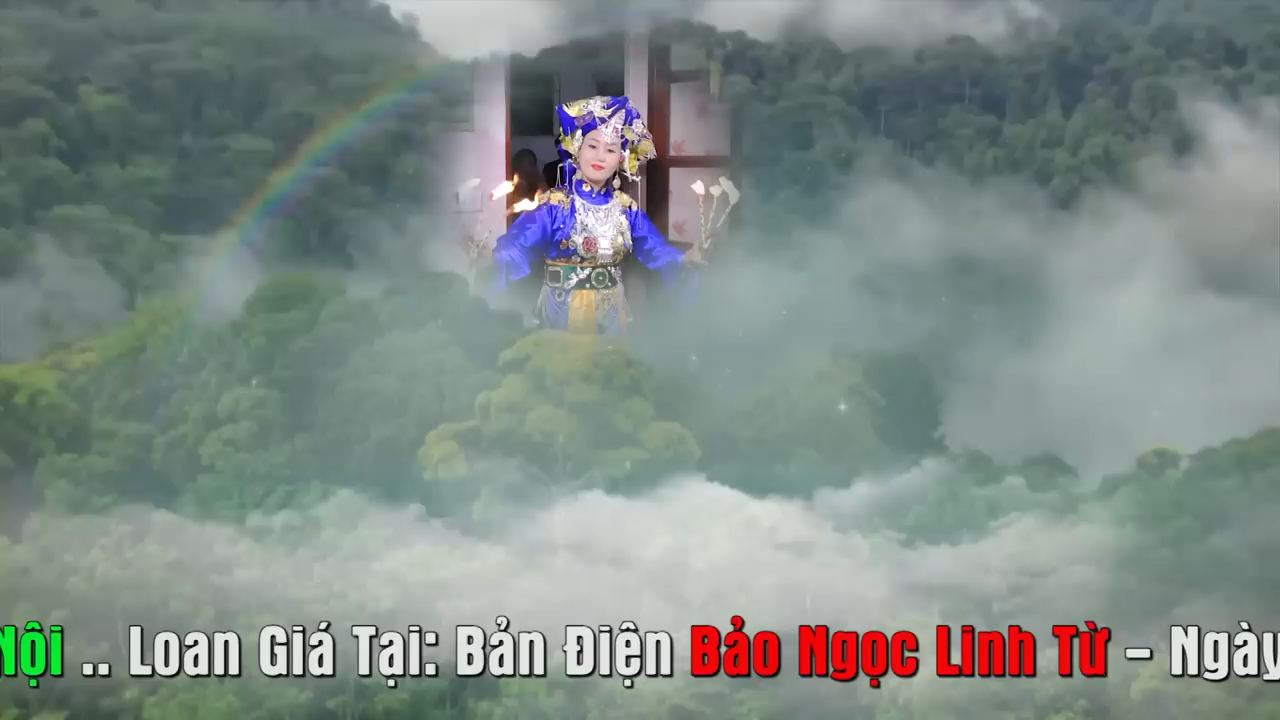 Nội .. Loan Giá Tại: Bản Điện Bảo Ngọc Linh Từ – Ngày